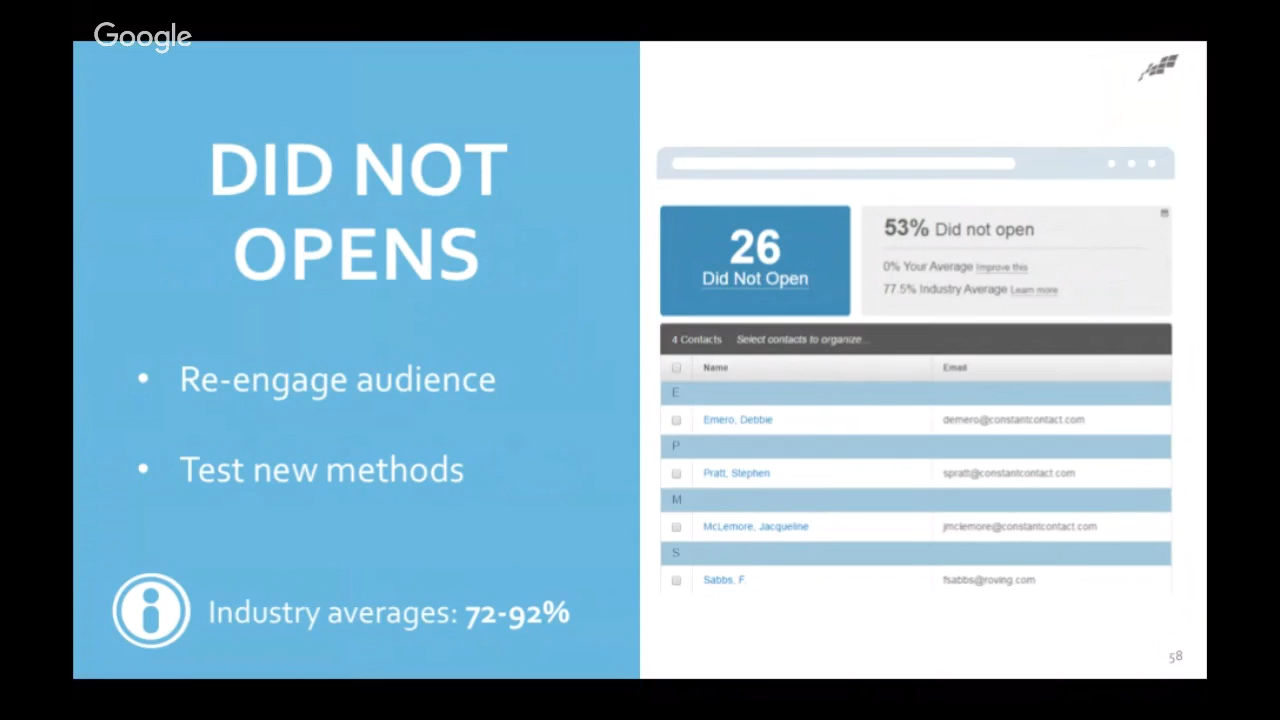 Google
DID NOT
OPENS
• Re-engage audience
• Test new methods
Industry averages: 72-92%
26
Did Not Open
53% Did not open
0% Your Average Improve this
77.5% Industry Average Learn more
4 Contacts Select contacts to organize...
Name Email
E
Emero, Debbie demero@constantcontact.com
P
Pratt, Stephen spratt@constantcontact.com
M
McLemore, Jacqueline jmclemore@constantcontact.com
S
Sabbs, F. fsabbs@roving.com
58